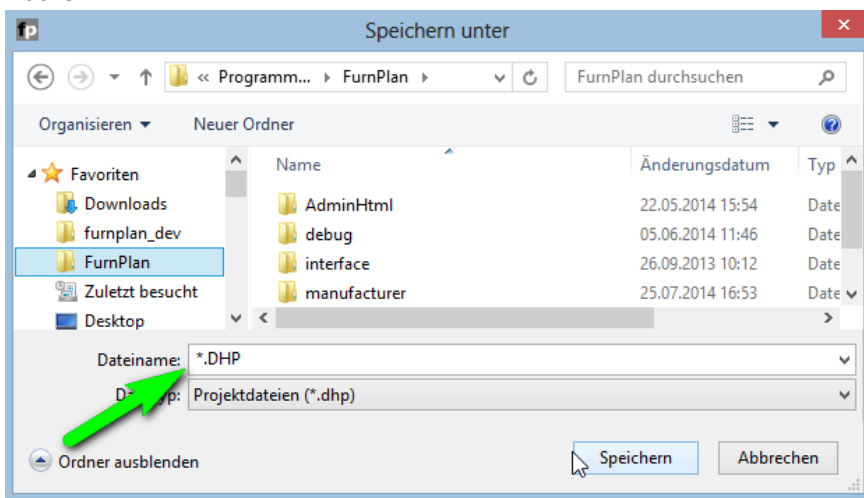 fp Speichern unter
« Programm... FurnPlan
FurnPlan durchsuchen
Organisieren Neuer Ordner
Favoriten
Downloads
furnplan_dev
FurnPlan
Zuletzt besucht
Desktop
Name Änderungsdatum Typ
AdminHtml 22.05.2014 15:54 Date
debug 05.06.2014 11:46 Date
interface 26.09.2013 10:12 Date
manufacturer 25.07.2014 16:53 Date
Dateiname: *.DHP
Projektdateien (*.dhp)
Ordner ausblenden
Speichern Abbrechen